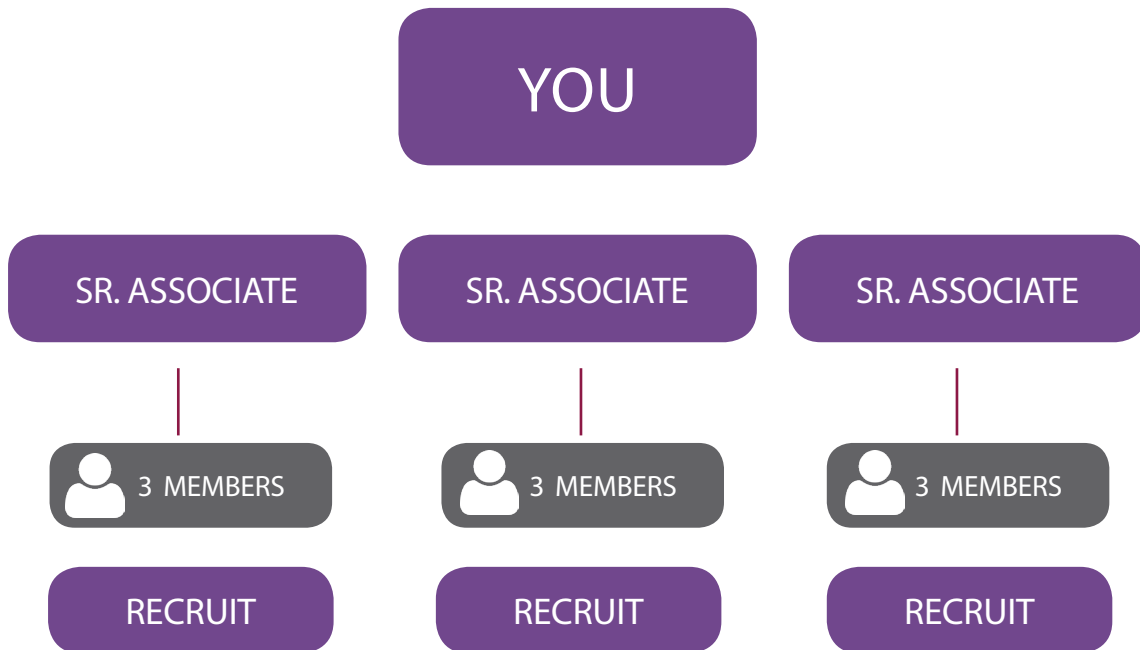 YOU
SR. ASSOCIATE
SR. ASSOCIATE
SR. ASSOCIATE
3 MEMBERS
3 MEMBERS
3 MEMBERS
RECRUIT
RECRUIT
RECRUIT